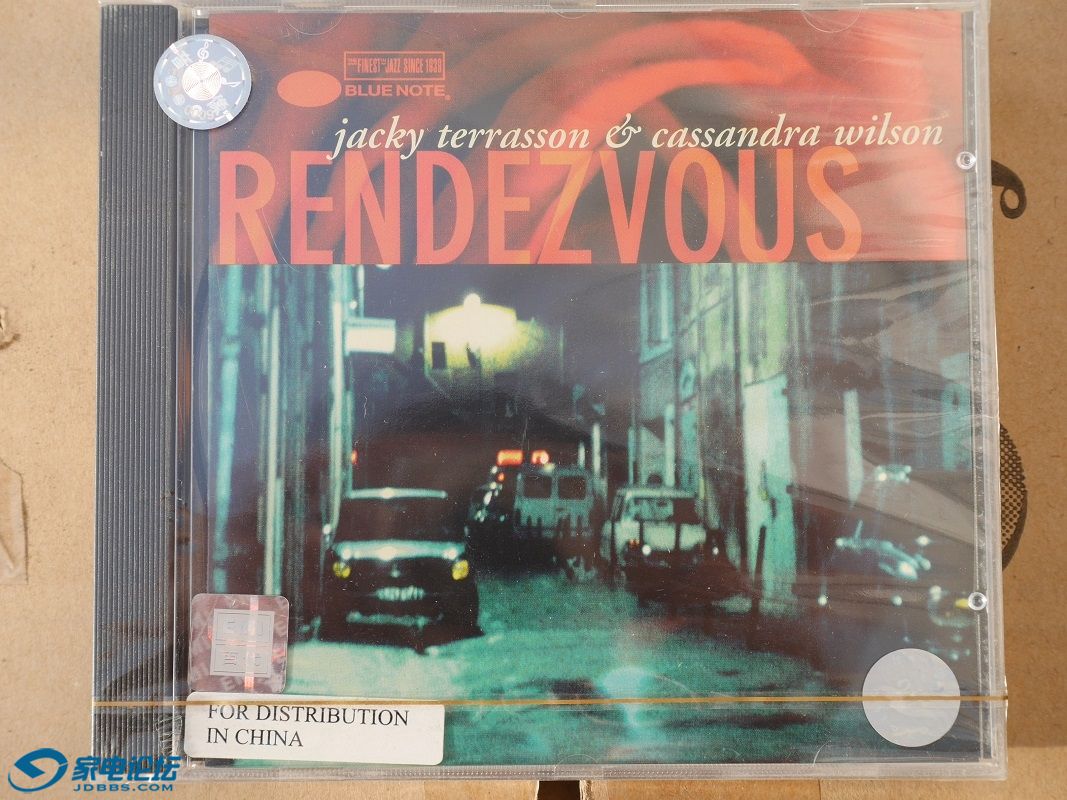 THE FINEST IN JAZZ SINCE 1939
BLUE NOTE®
jacky terrasson & cassandra wilson
RENDEZVOUS
FOR DISTRIBUTION
IN CHINA
家电论坛
JDBBS.COM